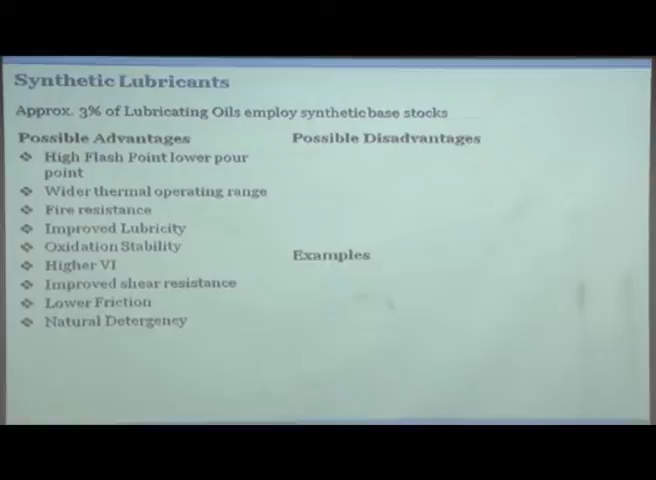 Synthetic Lubricants
Approx. 3% of Lubricating Oils employ synthetic base stocks
Possible Advantages
❖ High Flash Point lower pour
point
❖ Wider thermal operating range
❖ Fire resistance
❖ Improved Lubricity
❖ Oxidation Stability
❖ Higher VI
❖ Improved shear resistance
❖ Lower Friction
❖ Natural Detergency
Possible Disadvantages
Examples